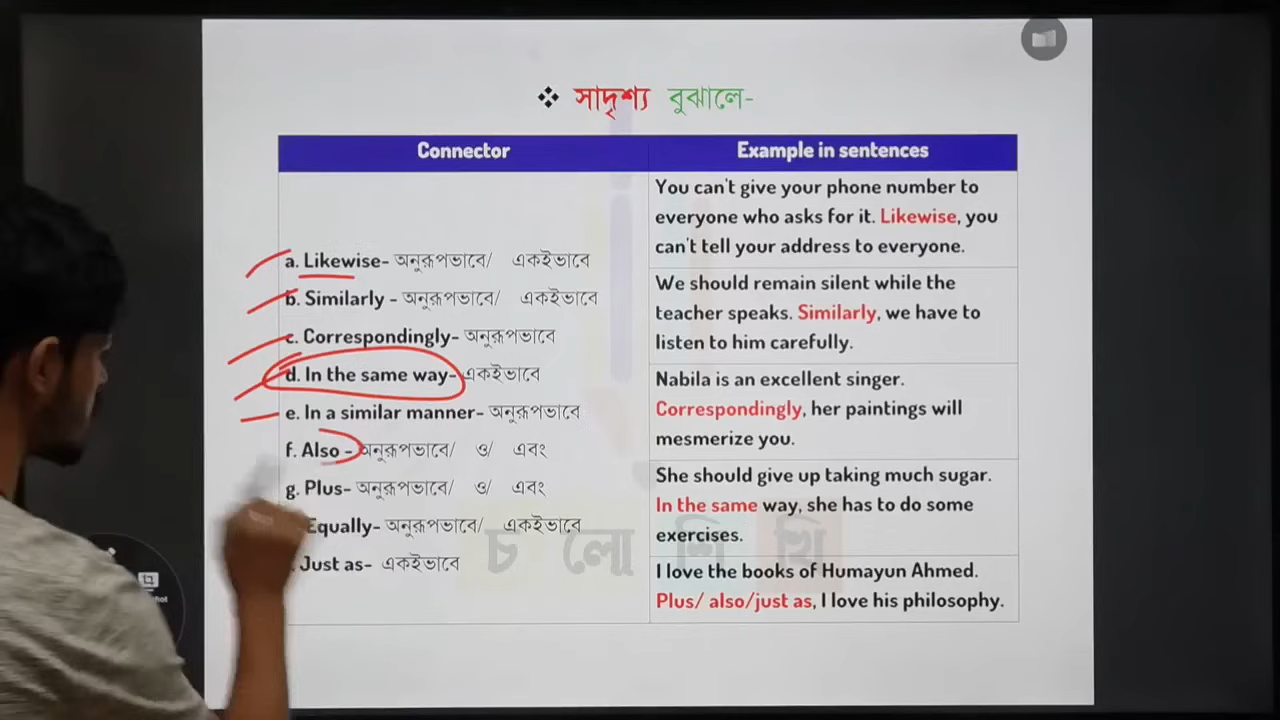 ❖ সাদৃশ্য বুঝালে-
Connector
Example in sentences
a. Likewise- অনুরূপভাবে/ একইভাবে
b. Similarly - অনুরূপভাবে/ একইভাবে
c. Correspondingly- অনুরূপভাবে
d. In the same way- একইভাবে
e. In a similar manner- অনুরূপভাবে
f. Also - অনুরূপভাবে/ ও/ এবং
g. Plus- অনুরূপভাবে/ ও/ এবং
Equally- অনুরূপভাবে/ একইভাবে
Just as- একইভাবে
You can't give your phone number to
everyone who asks for it. Likewise, you
can't tell your address to everyone.
We should remain silent while the
teacher speaks. Similarly, we have to
listen to him carefully.
Nabila is an excellent singer.
Correspondingly, her paintings will
mesmerize you.
She should give up taking much sugar.
In the same way, she has to do some
exercises.
I love the books of Humayun Ahmed.
Plus/ also/just as, I love his philosophy.
চ লো শি খি